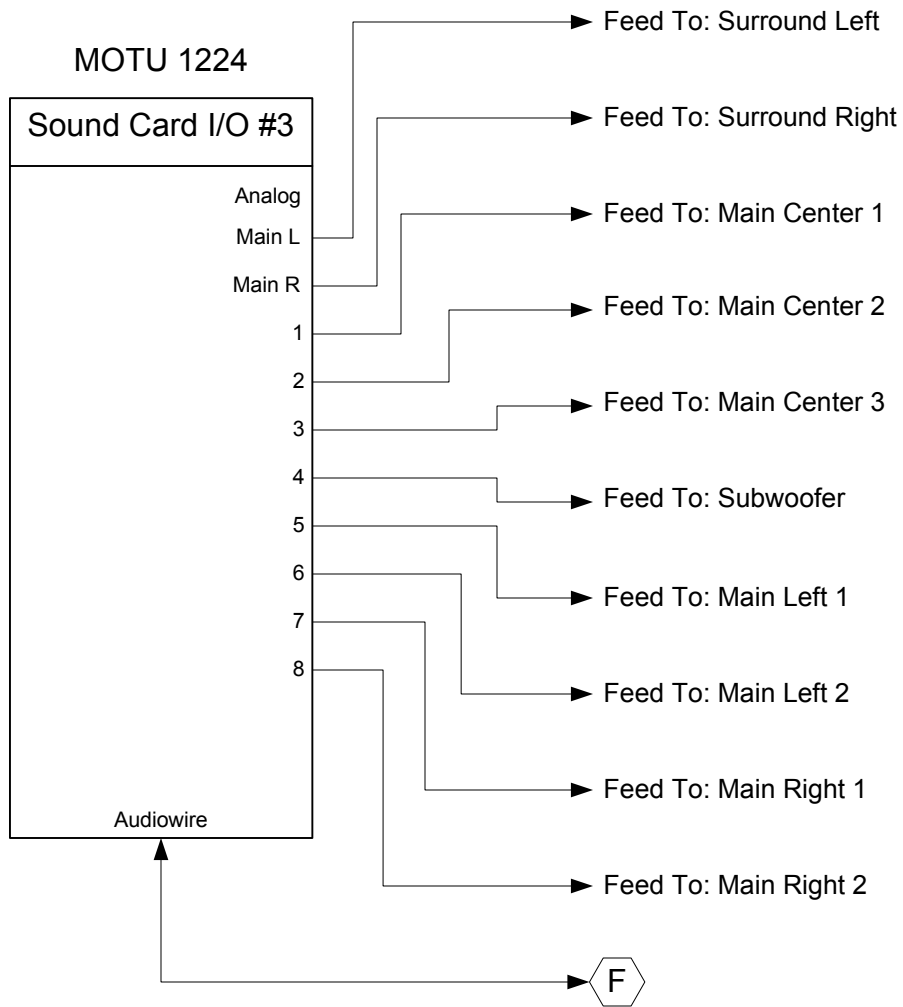 MOTU 1224
Sound Card I/O #3
Analog
Main L
Main R
1
2
3
4
5
6
7
8
Audiowire
Feed To: Surround Left
Feed To: Surround Right
Feed To: Main Center 1
Feed To: Main Center 2
Feed To: Main Center 3
Feed To: Subwoofer
Feed To: Main Left 1
Feed To: Main Left 2
Feed To: Main Right 1
Feed To: Main Right 2
F